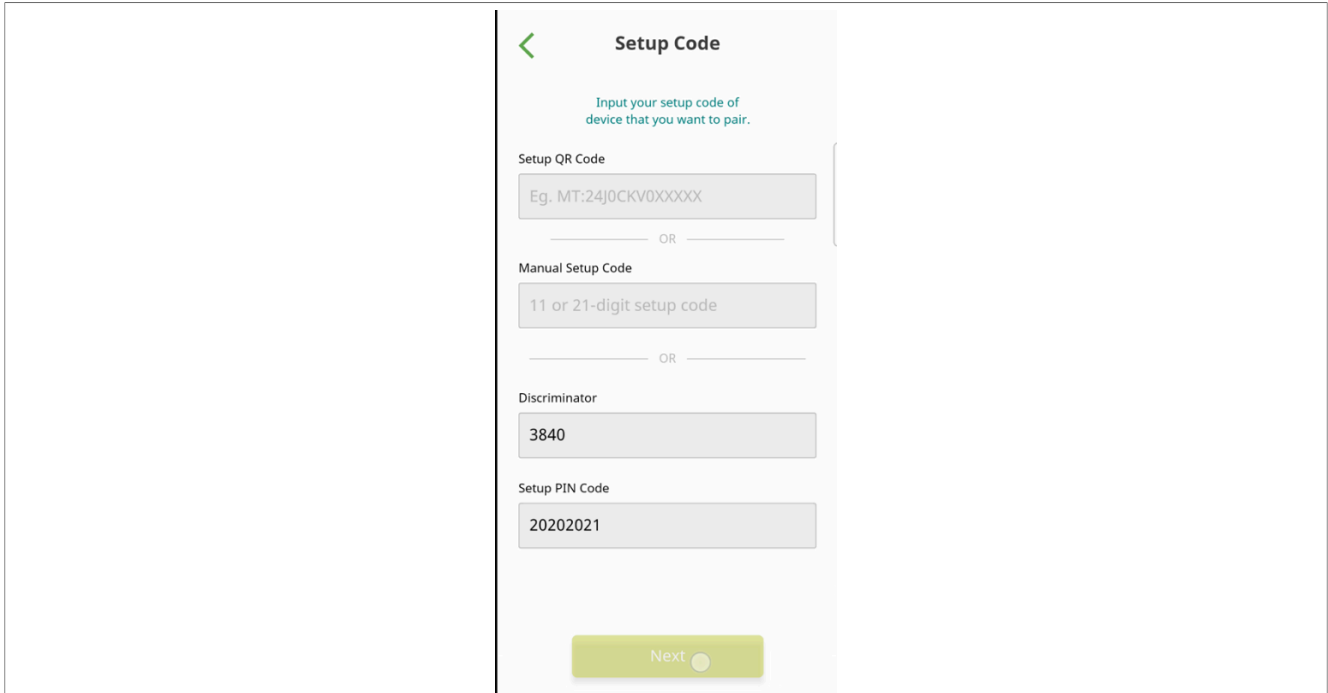 Setup Code
Input your setup code of
device that you want to pair.
Setup QR Code
Eg. MT:24J0CKV0XXXXX
OR
Manual Setup Code
11 or 21-digit setup code
OR
Discriminator
3840
Setup PIN Code
20202021
Next